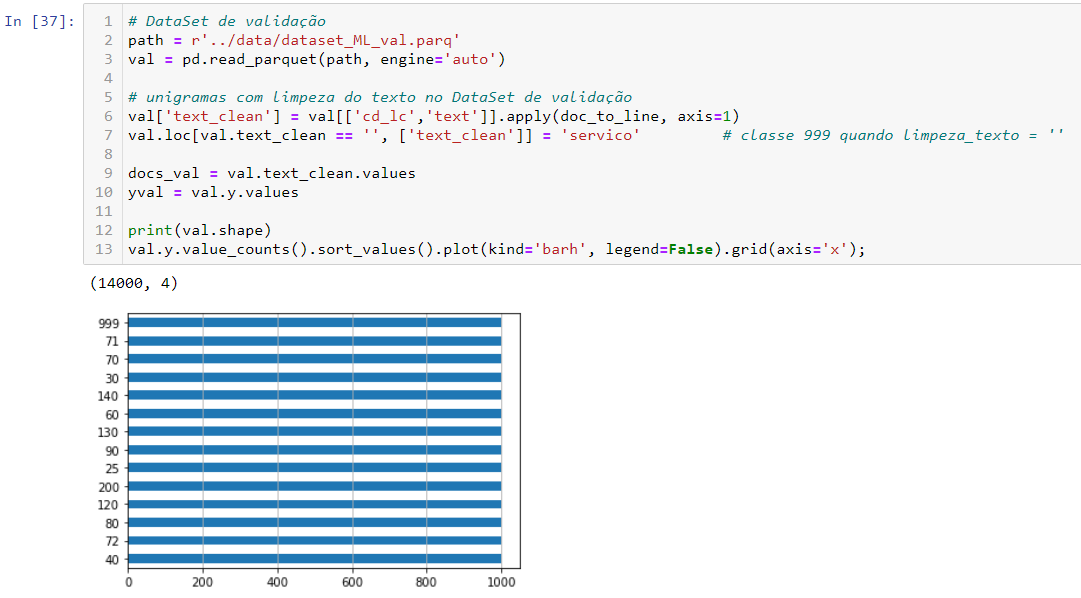 In [37]:
1 # DataSet de validação
2 path = r'../data/dataset_ML_val.parq'
3 val = pd.read_parquet(path, engine='auto')
4
5 # unigramas com limpeza do texto no DataSet de validação
6 val['text_clean'] = val[['cd_lc','text']].apply(doc_to_line, axis=1)
7 val.loc[val.text_clean == '', ['text_clean']] = 'servico' # classe 999 quando limpeza_texto = ''
8
9 docs_val = val.text_clean.values
10 yval = val.y.values
11
12 print(val.shape)
13 val.y.value_counts().sort_values().plot(kind='barh', legend=False).grid(axis='x');
(14000, 4)
999
71
70
30
140
60
130
90
25
200
120
80
72
40
0 200 400 600 800 1000